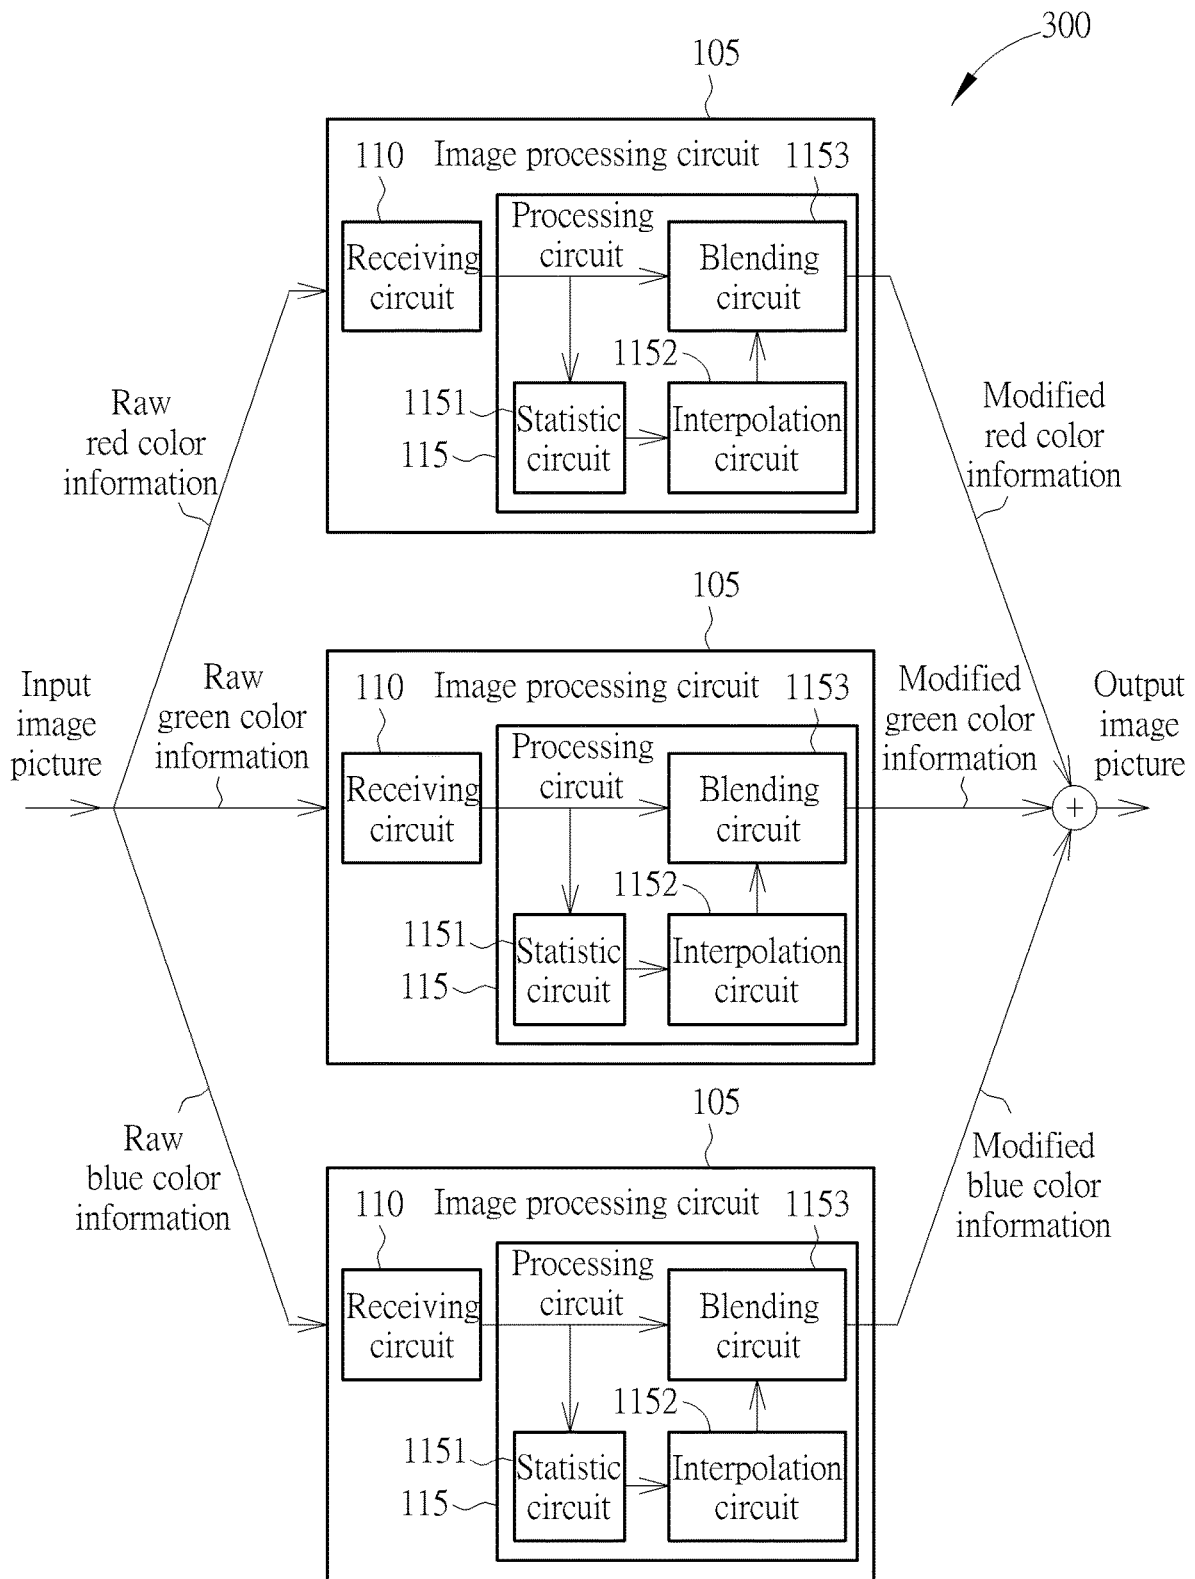 300
105
110 Image processing circuit 1153
Processing
circuit
Receiving
circuit
Blending
circuit
1152
1151
115
Statistic
circuit
Interpolation
circuit
Raw
red color
information
Modified
red color
information
105
110 Image processing circuit 1153
Processing
circuit
Receiving
circuit
Blending
circuit
1152
1151
115
Statistic
circuit
Interpolation
circuit
Input
image
picture
Raw
green color
information
Modified
green color
information
Output
image
picture
+
105
110 Image processing circuit 1153
Processing
circuit
Receiving
circuit
Blending
circuit
1152
1151
115
Statistic
circuit
Interpolation
circuit
Raw
blue color
information
Modified
blue color
information